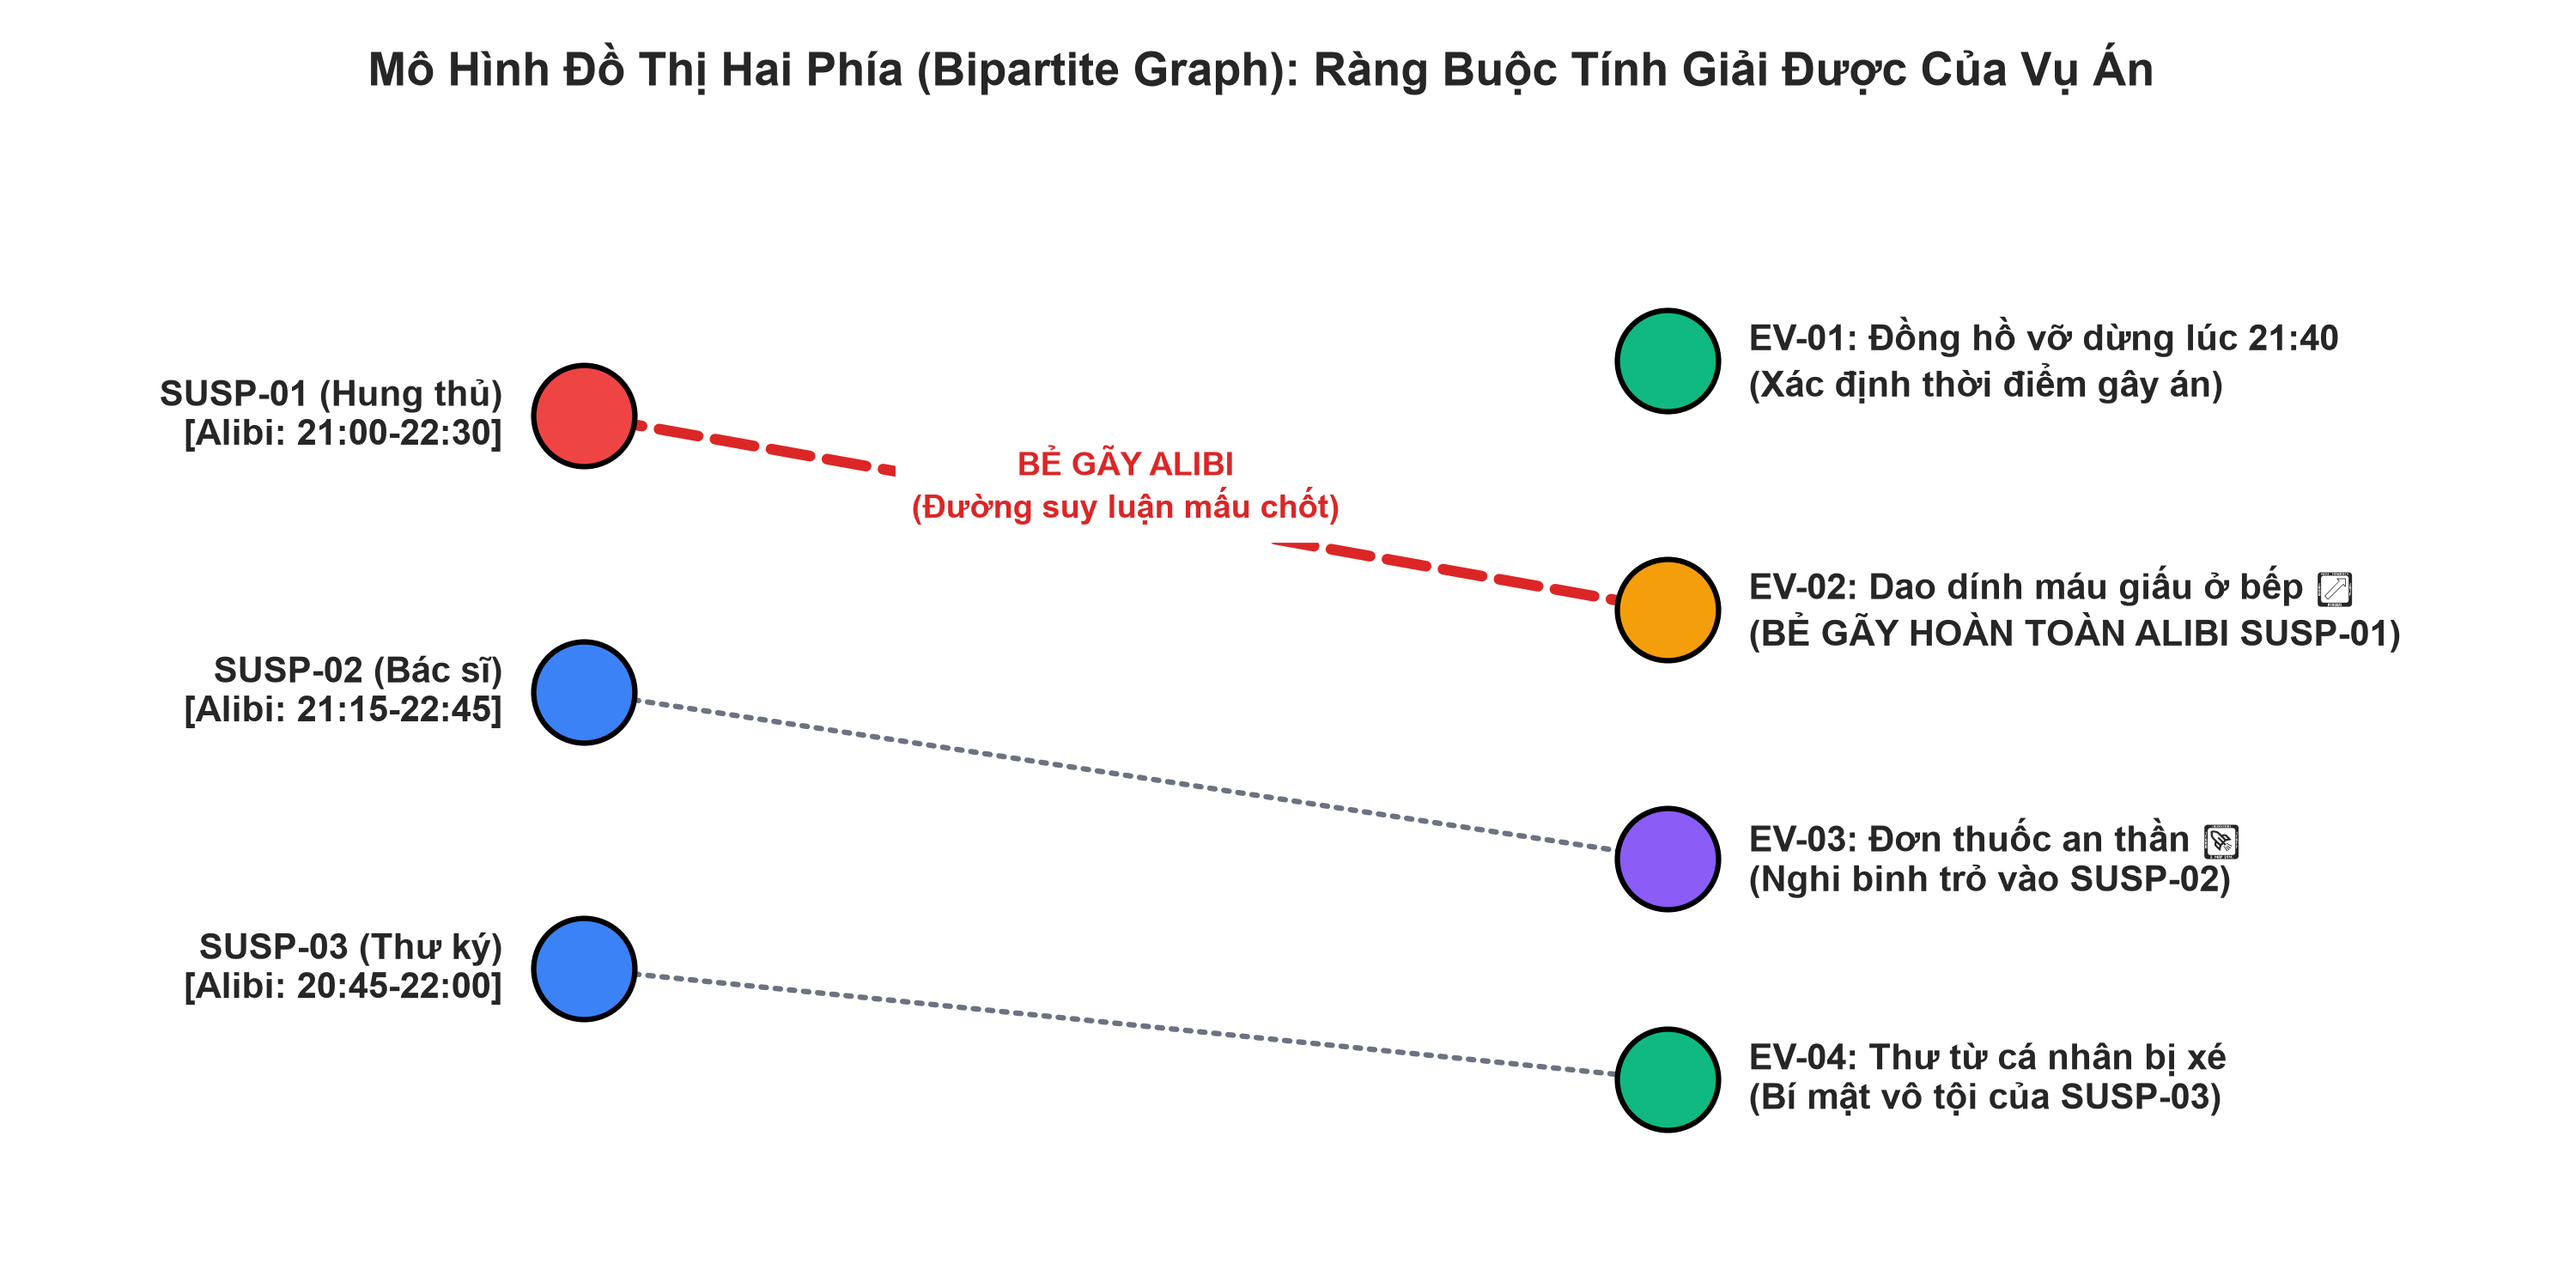 Mô Hình Đồ Thị Hai Phía (Bipartite Graph): Ràng Buộc Tính Giải Được Của Vụ Án
SUSP-01 (Hung thủ)
[Alibi: 21:00-22:30]
SUSP-02 (Bác sĩ)
[Alibi: 21:15-22:45]
SUSP-03 (Thư ký)
[Alibi: 20:45-22:00]
BẺ GÃY ALIBI
(Đường suy luận mấu chốt)
EV-01: Đồng hồ vỡ dừng lúc 21:40
(Xác định thời điểm gây án)
EV-02: Dao dính máu giấu ở bếp
(BẺ GÃY HOÀN TOÀN ALIBI SUSP-01)
EV-03: Đơn thuốc an thần
(Nghi binh trỏ vào SUSP-02)
EV-04: Thư từ cá nhân bị xé
(Bí mật vô tội của SUSP-03)